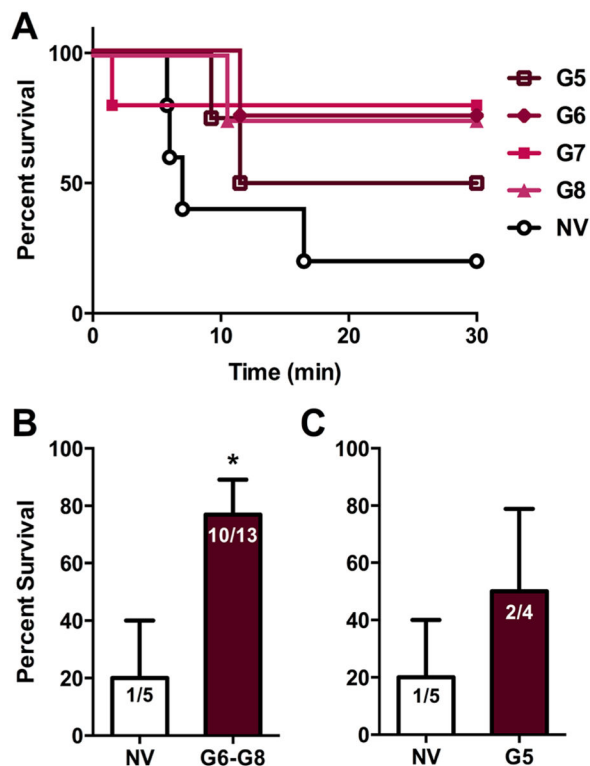 A
Percent survival
100
50
0
0 10 20 30
Time (min)
G5
G6
G7
G8
NV
B
Percent Survival
100
80
60
40
20
0
*
1/5
10/13
NV G6-G8
C
100
80
60
40
20
0
1/5
2/4
NV G5